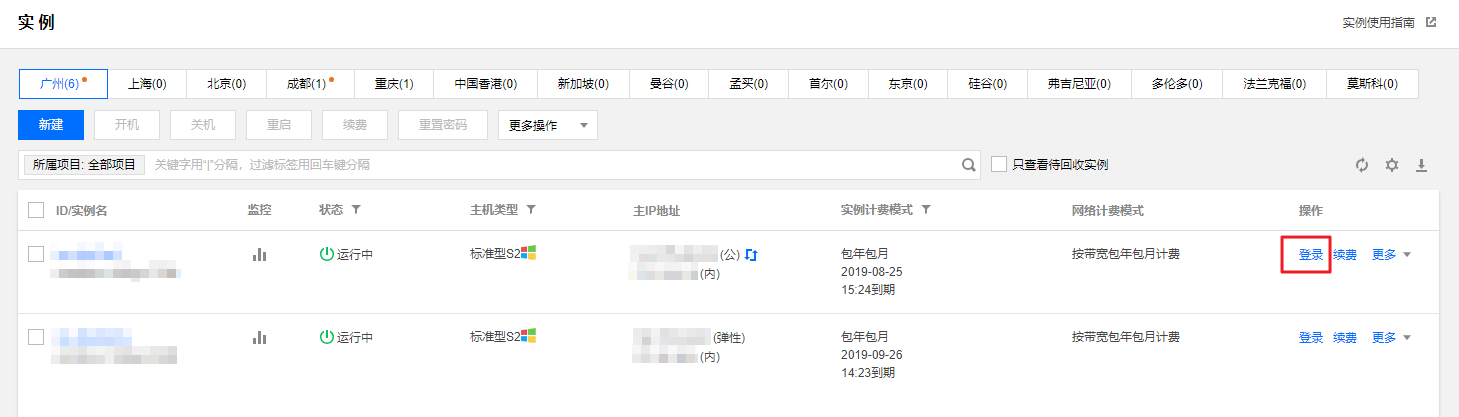 实例
实例使用指南
广州(6) 上海(0) 北京(0) 成都(1) 重庆(1) 中国香港(0) 新加坡(0) 曼谷(0) 孟买(0) 首尔(0) 东京(0) 硅谷(0) 弗吉尼亚(0) 多伦多(0) 法兰克福(0) 莫斯科(0)
新建 开机 关机 重启 续费 重置密码 更多操作
所属项目: 全部项目 关键字用"|"分隔，过滤标签用回车键分隔 只查看待回收实例
ID/实例名 监控 状态 主机类型 主IP地址 实例计费模式 网络计费模式 操作
运行中 标准型S2 (公) 包年包月 按带宽包年包月计费 登录 续费 更多
(内) 2019-08-25
15:24到期
运行中 标准型S2 (弹性) 包年包月 按带宽包年包月计费 登录 续费 更多
(内) 2019-09-26
14:23到期